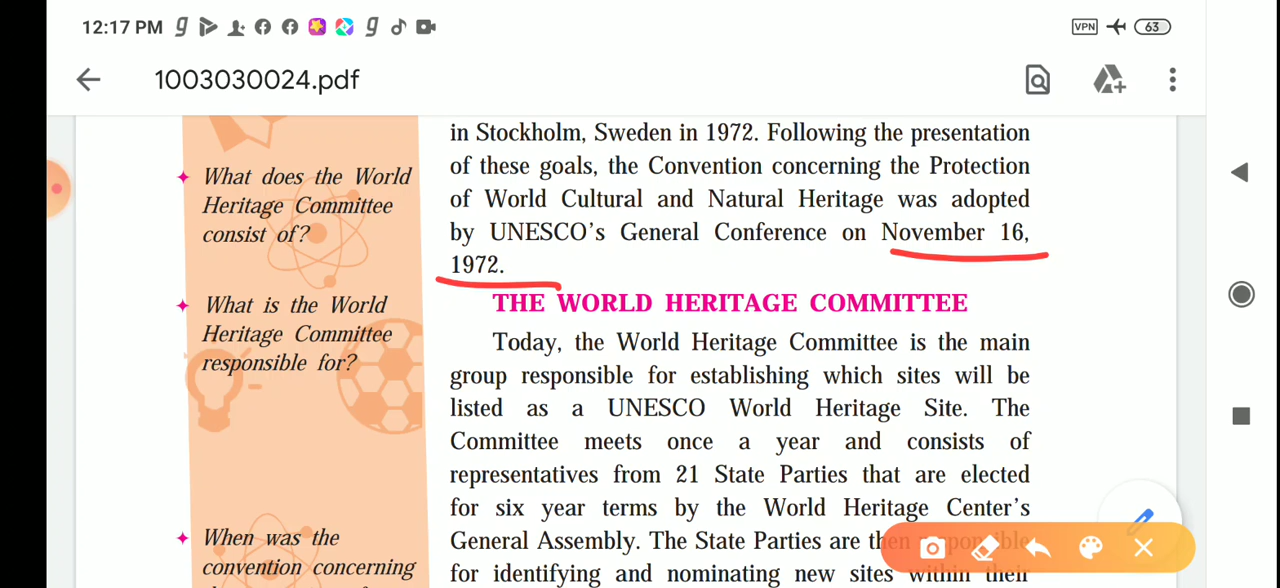 12:17 PM
VPN
63
1003030024.pdf
What does the World
Heritage Committee
consist of?
What is the World
Heritage Committee
responsible for?
When was the
convention concerning
in Stockholm, Sweden in 1972. Following the presentation
of these goals, the Convention concerning the Protection
of World Cultural and Natural Heritage was adopted
by UNESCO's General Conference on November 16,
1972.
THE WORLD HERITAGE COMMITTEE
Today, the World Heritage Committee is the main
group responsible for establishing which sites will be
listed as a UNESCO World Heritage Site. The
Committee meets once a year and consists of
representatives from 21 State Parties that are elected
for six year terms by the World Heritage Center's
General Assembly. The State Parties are then
for identifying and nominating new sites within their